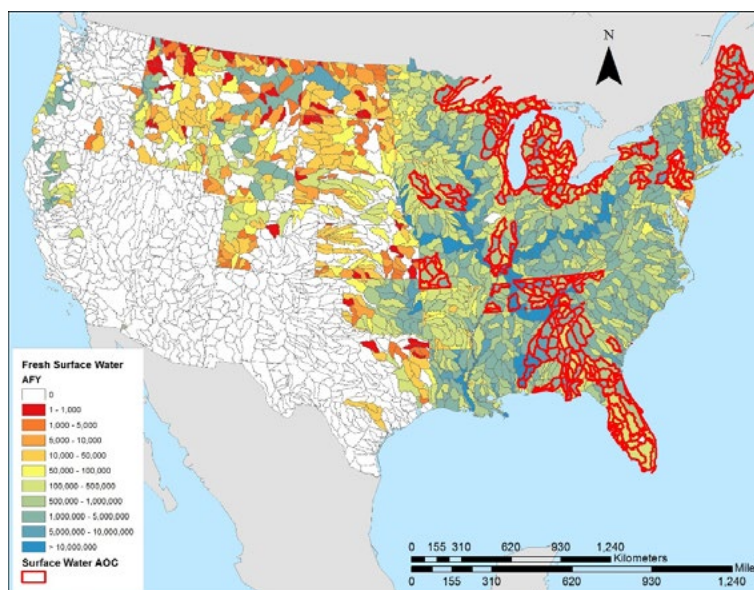 N
Fresh Surface Water
AFY
0
1 - 1,000
1,000 - 5,000
5,000 - 10,000
10,000 - 50,000
50,000 - 100,000
100,000 - 500,000
500,000 - 1,000,000
1,000,000 - 5,000,000
5,000,000 - 10,000,000
> 10,000,000
Surface Water AOC
0 155 310 620 930 1,240
Kilometers
Mile
0 155 310 620 930 1,240